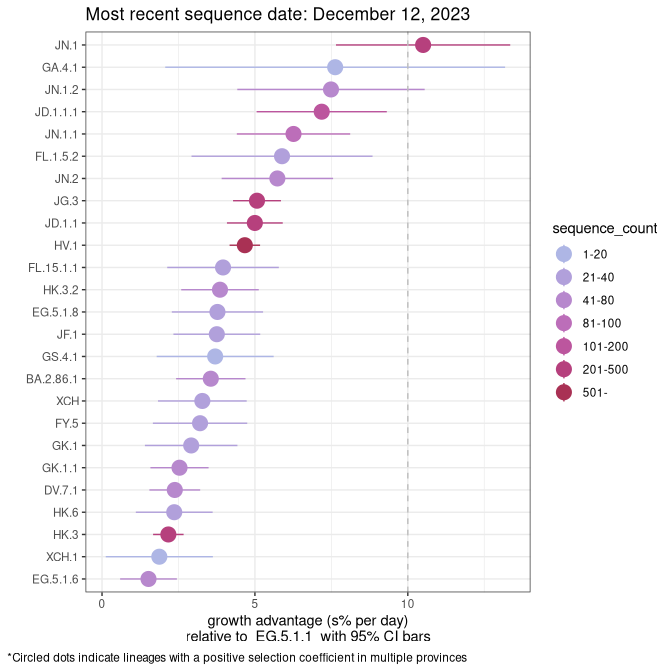 Most recent sequence date: December 12, 2023
JN.1
GA.4.1
JN.1.2
JD.1.1.1
JN.1.1
FL.1.5.2
JN.2
JG.3
JD.1.1
HV.1
FL.15.1.1
HK.3.2
EG.5.1.8
JF.1
GS.4.1
BA.2.86.1
XCH
FY.5
GK.1
GK.1.1
DV.7.1
HK.6
HK.3
XCH.1
EG.5.1.6
0 5 10
growth advantage (s% per day)
relative to EG.5.1.1 with 95% CI bars
sequence_count
1-20
21-40
41-80
81-100
101-200
201-500
501-
*Circled dots indicate lineages with a positive selection coefficient in multiple provinces